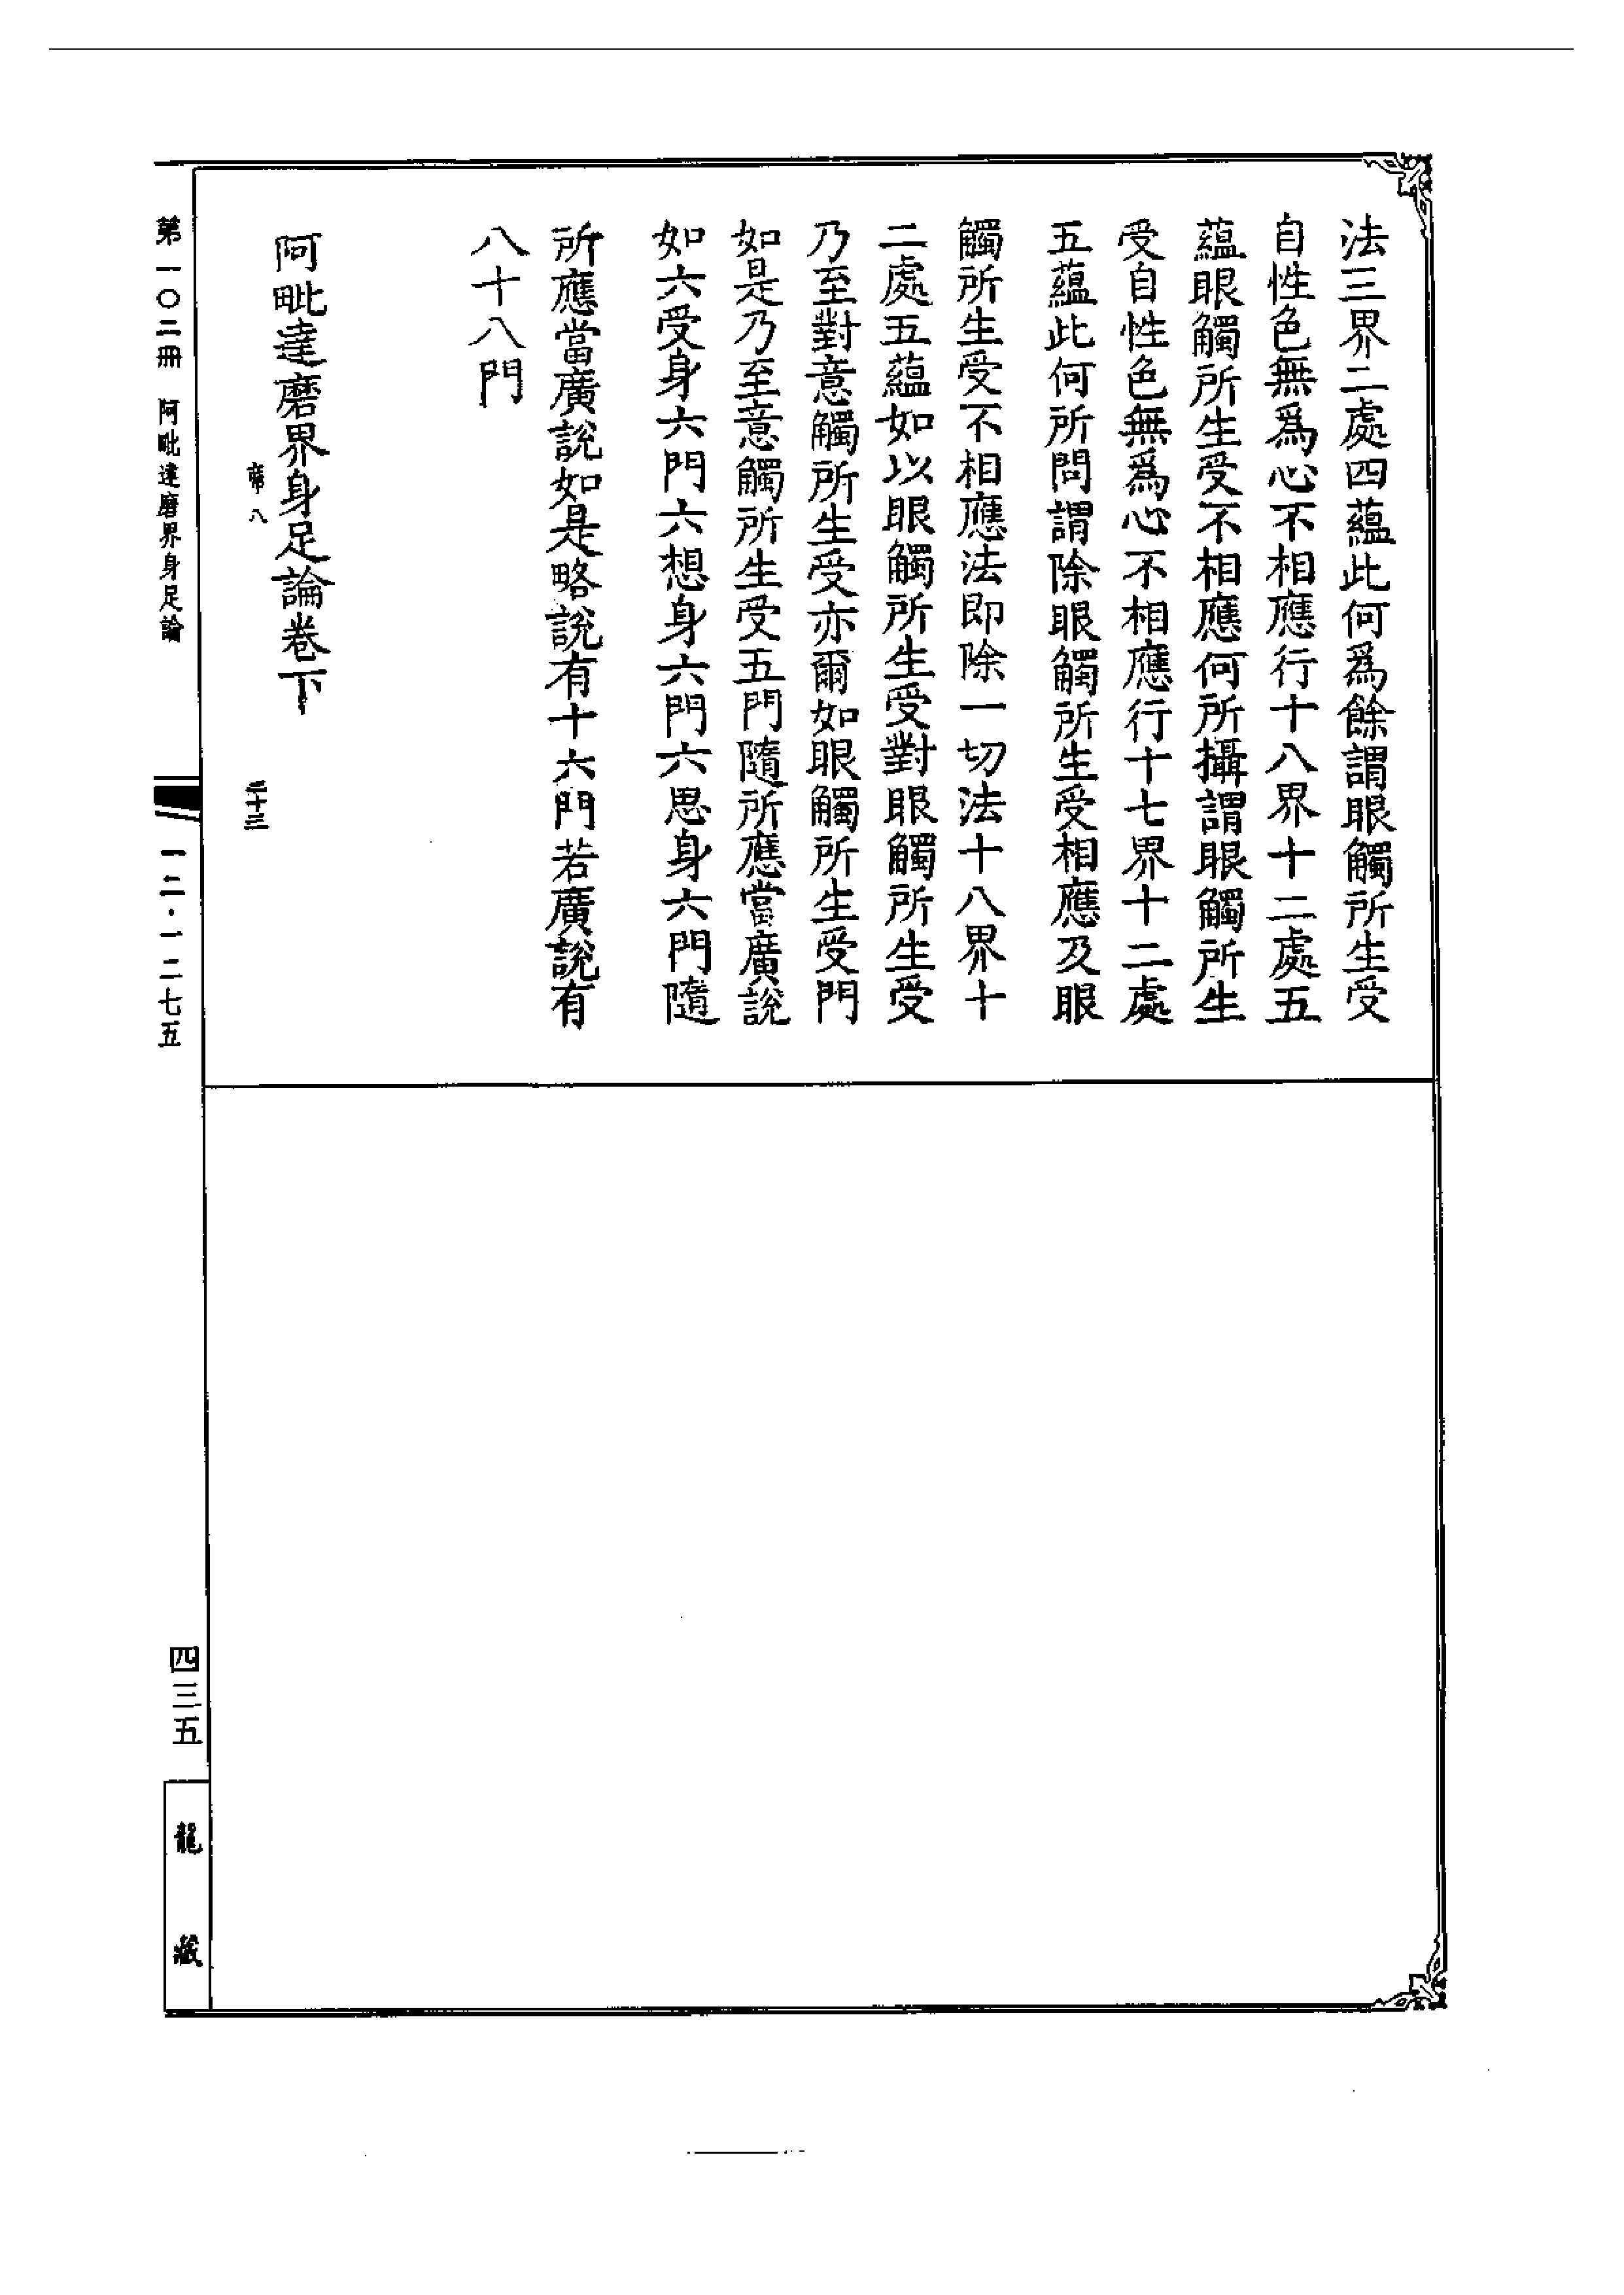 法三界二處四蘊此何爲餘謂眼觸所生受
自性色無爲心不相應行十八界十二處五
蘊眼觸所生受不相應何所攝謂眼觸所生
受自性色無爲心不相應行十七界十二處
五蘊此何所問謂除眼觸所生受相應及眼
觸所生受不相應法即除一切法十八界十
二處五蘊如以眼觸所生受對眼觸所生受
乃至對意觸所生受亦爾如眼觸所生受門
如是乃至意觸所生受五門隨所應當廣說
如六受身六門六想身六門六思身六門隨
所應當廣說如是略說有十六門若廣說有
八十八門
阿毗達磨界身足論卷下
席八
二十三
第一〇二冊 阿毗達磨界身足論
一二·一二七五
四三五
龍藏